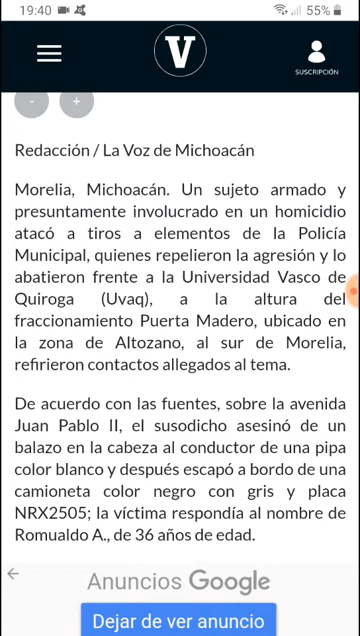 19:40 55%
V
SUSCRIPCIÓN
- +
Redacción / La Voz de Michoacán
Morelia, Michoacán. Un sujeto armado y
presuntamente involucrado en un homicidio
atacó a tiros a elementos de la Policía
Municipal, quienes repelieron la agresión y lo
abatieron frente a la Universidad Vasco de
Quiroga (Uvaq), a la altura del
fraccionamiento Puerta Madero, ubicado en
la zona de Altozano, al sur de Morelia,
refirieron contactos allegados al tema.
De acuerdo con las fuentes, sobre la avenida
Juan Pablo II, el susodicho asesinó de un
balazo en la cabeza al conductor de una pipa
color blanco y después escapó a bordo de una
camioneta color negro con gris y placa
NRX2505; la víctima respondía al nombre de
Romualdo A., de 36 años de edad.
Anuncios Google
Dejar de ver anuncio